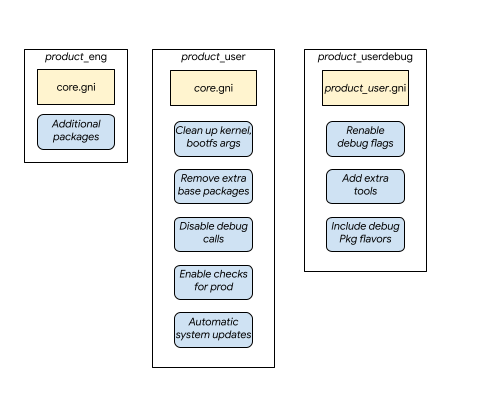 product_eng
core.gni
Additional
packages
product_user
core.gni
Clean up kernel,
bootfs args
Remove extra
base packages
Disable debug
calls
Enable checks
for prod
Automatic
system updates
product_userdebug
product_user.gni
Renable
debug flags
Add extra
tools
Include debug
Pkg flavors